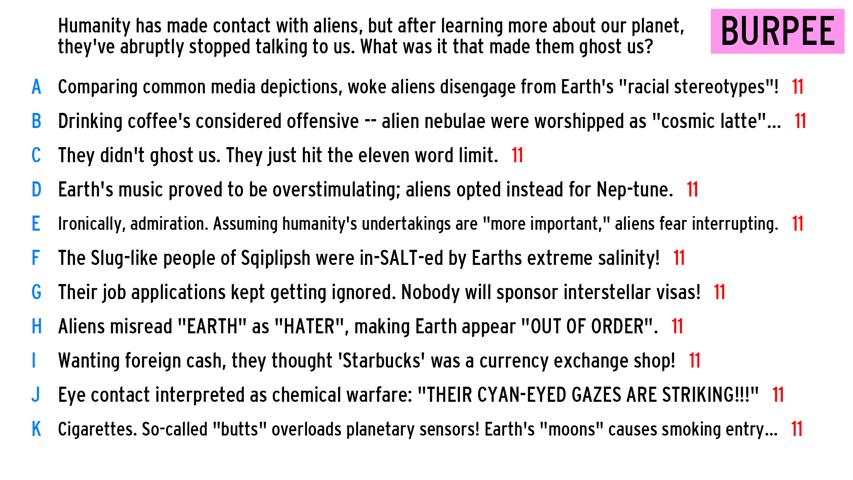 Humanity has made contact with aliens, but after learning more about our planet,
they've abruptly stopped talking to us. What was it that made them ghost us?
BURPEE
A Comparing common media depictions, woke aliens disengage from Earth's "racial stereotypes"! 11
B Drinking coffee's considered offensive -- alien nebulae were worshipped as "cosmic latte"... 11
C They didn't ghost us. They just hit the eleven word limit. 11
D Earth's music proved to be overstimulating; aliens opted instead for Nep-tune. 11
E Ironically, admiration. Assuming humanity's undertakings are "more important," aliens fear interrupting. 11
F The Slug-like people of Sqiplipsh were in-SALT-ed by Earths extreme salinity! 11
G Their job applications kept getting ignored. Nobody will sponsor interstellar visas! 11
H Aliens misread "EARTH" as "HATER", making Earth appear "OUT OF ORDER". 11
I Wanting foreign cash, they thought 'Starbucks' was a currency exchange shop! 11
J Eye contact interpreted as chemical warfare: "THEIR CYAN-EYED GAZES ARE STRIKING!!!" 11
K Cigarettes. So-called "butts" overloads planetary sensors! Earth's "moons" causes smoking entry... 11